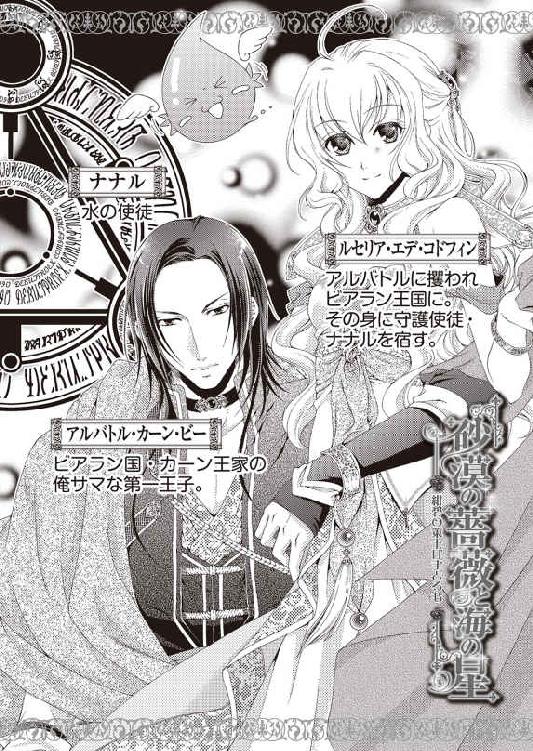 ナナル
水の使徒
ルセリア・エデ・コドフィン
アルバトルに攫われ
ビアラン王国に。
その身に守護使徒・
ナナルを宿す。
アルバトル・カーン・ビー
ビアラン国・カーン王家の
俺サマな第一王子。
砂漠の薔薇と海の星